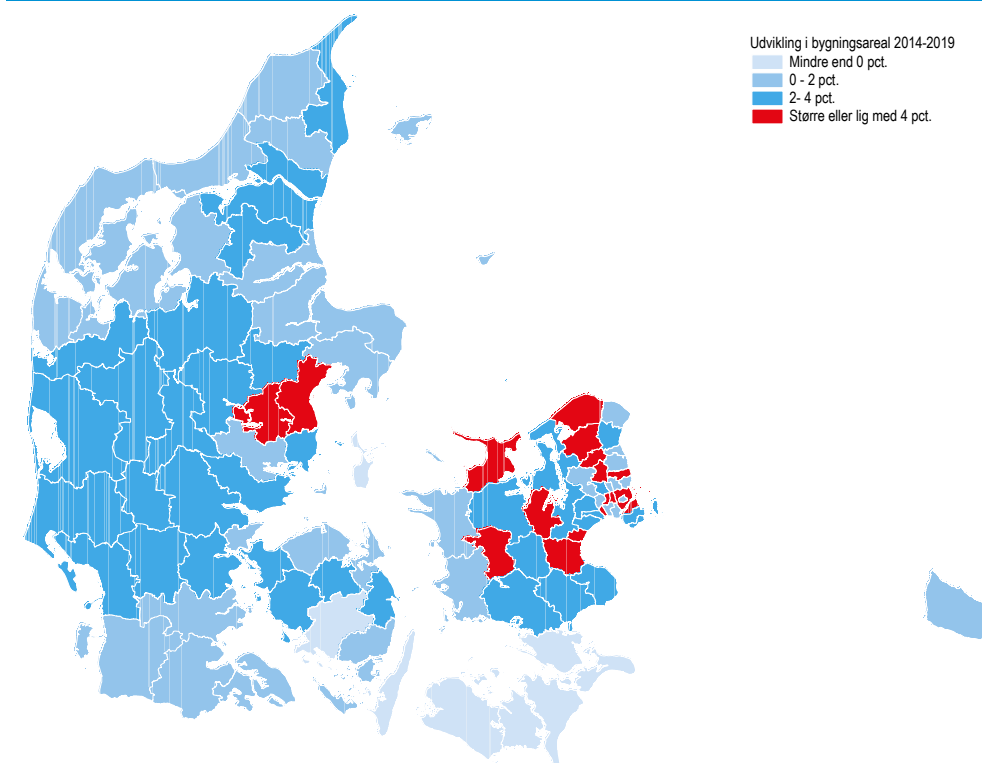 Udvikling i bygningsareal 2014-2019
Mindre end 0 pct.
0 - 2 pct.
2- 4 pct.
Større eller lig med 4 pct.